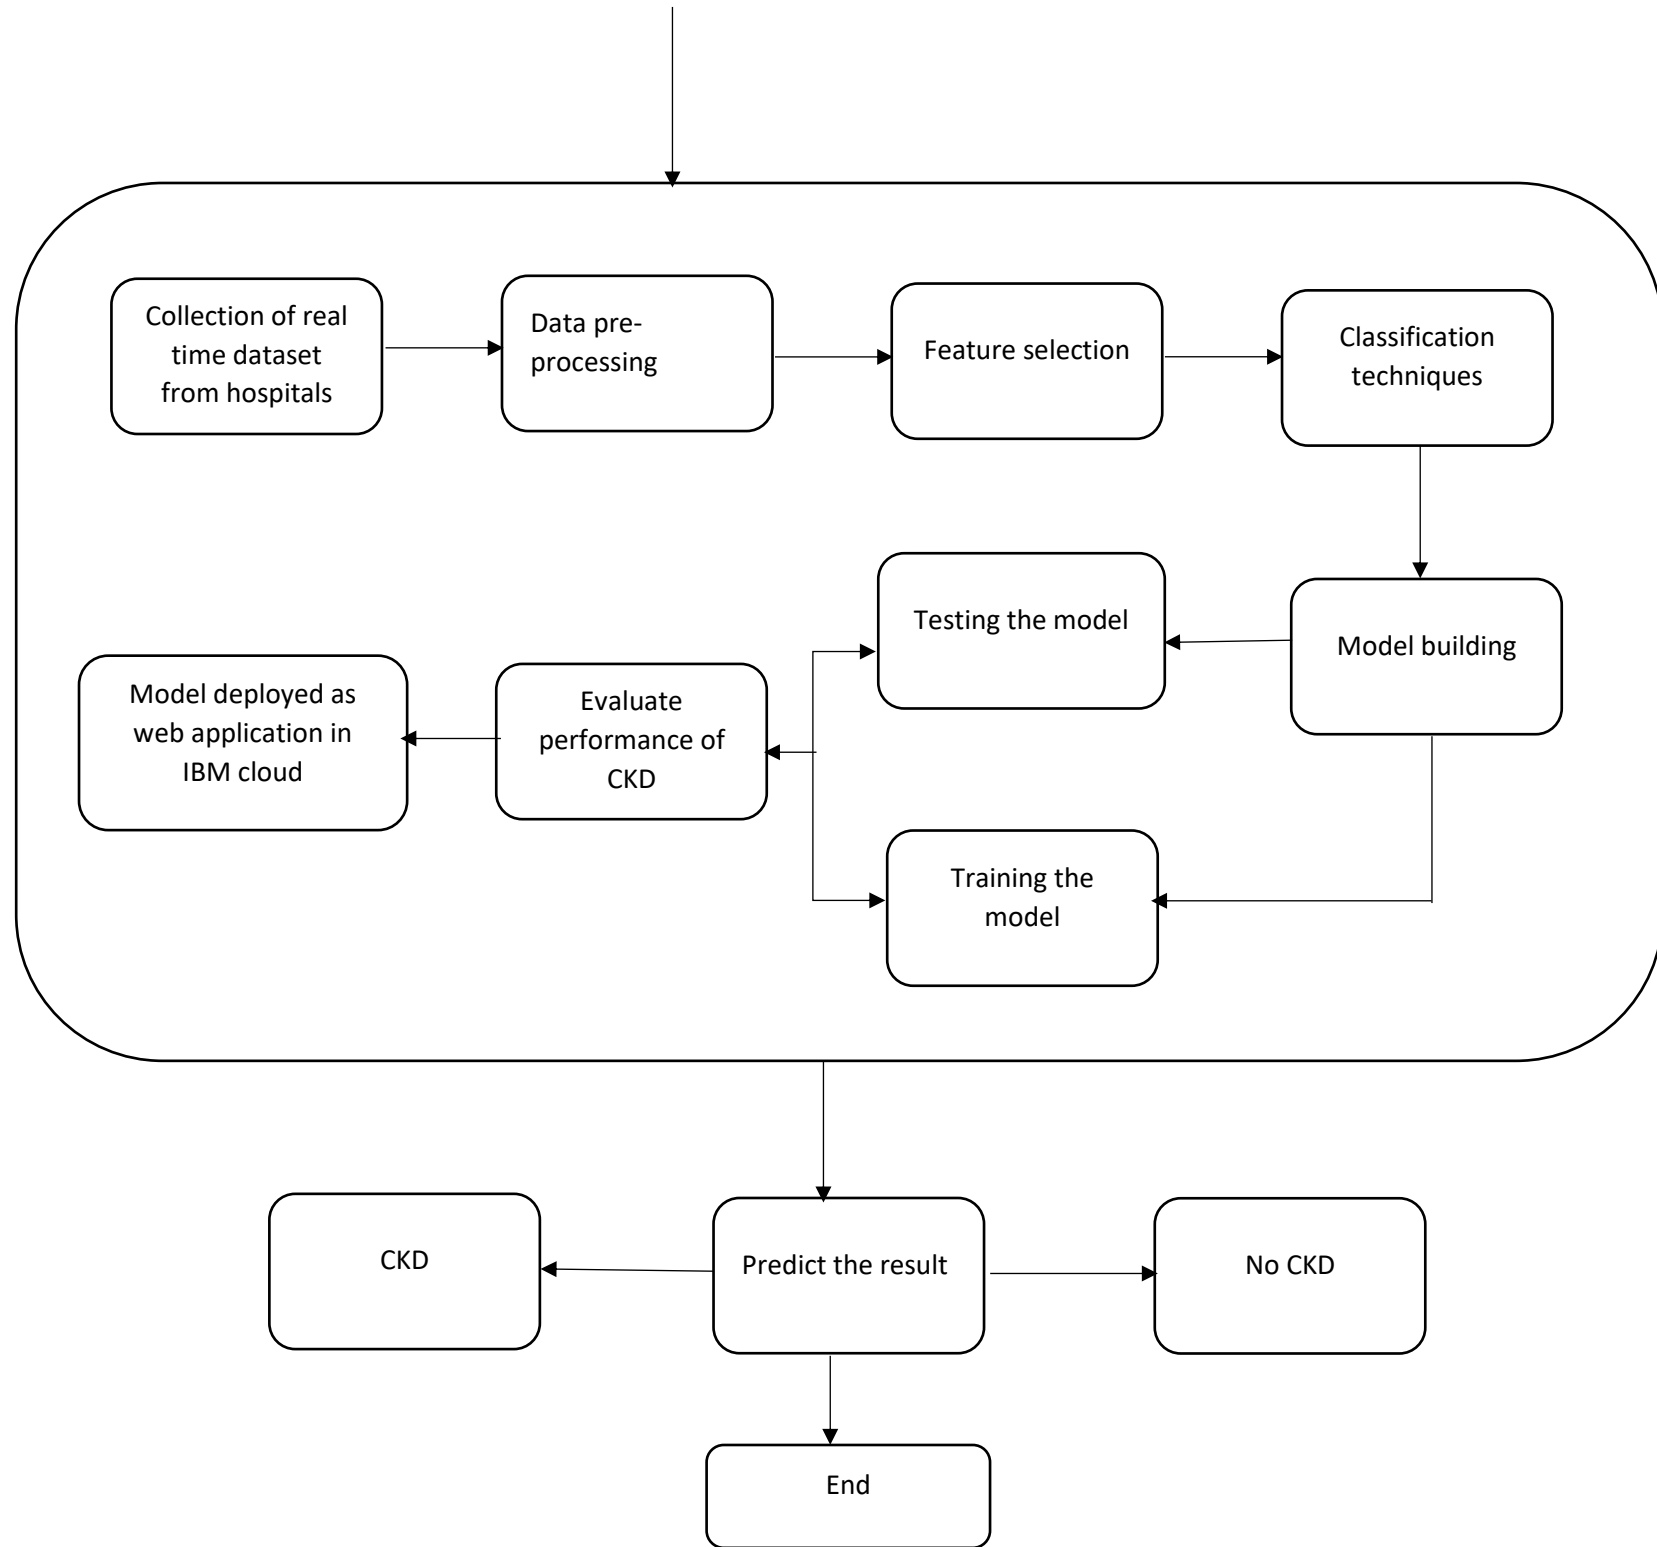 Collection of real
time dataset
from hospitals
Data pre-
processing
Feature selection
Classification
techniques
Testing the model
Model building
Model deployed as
web application in
IBM cloud
Evaluate
performance of
CKD
Training the
model
CKD
Predict the result
No CKD
End